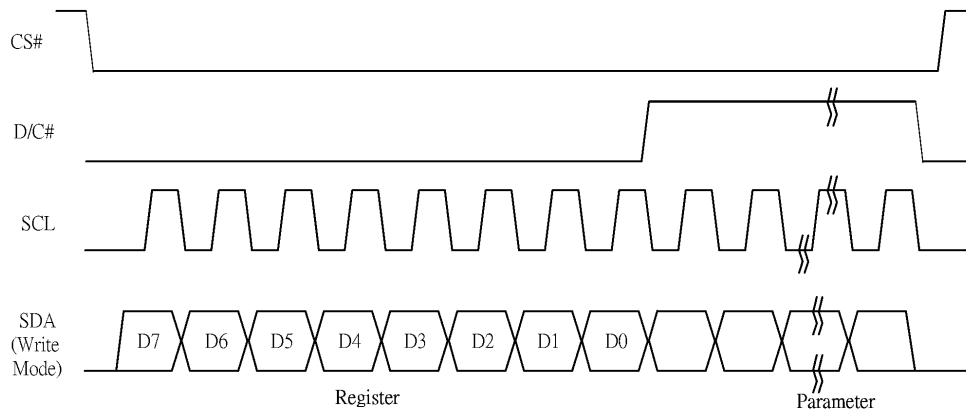 CS#
D/C#
SCL
SDA
(Write
Mode)
D7 D6 D5 D4 D3 D2 D1 D0
Register Parameter